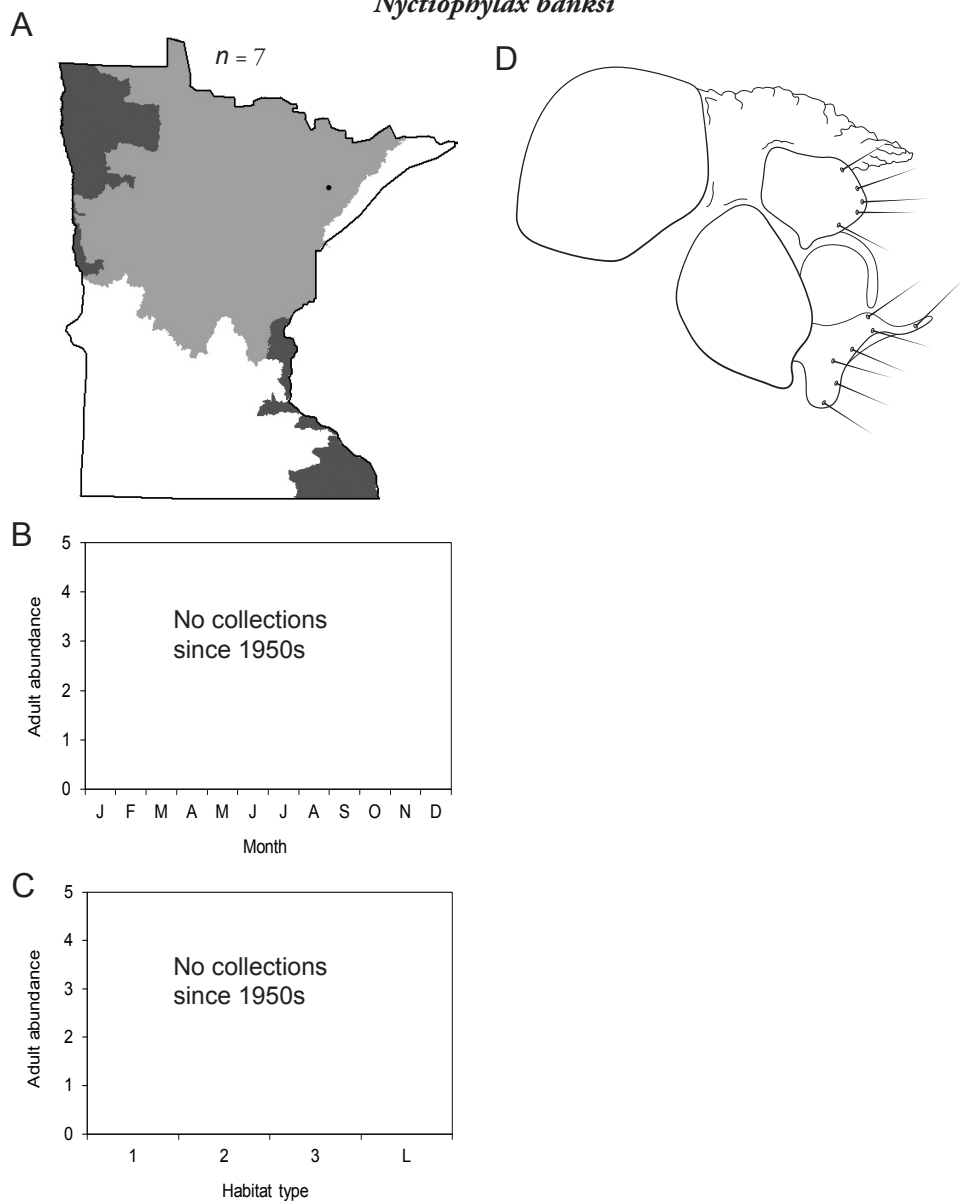 Nyctiophylax banksi
A
n = 7
D
B
5
4
3
2
1
0
Adult abundance
No collections
since 1950s
J F M A M J J A S O N D
Month
C
5
4
3
2
1
0
Adult abundance
No collections
since 1950s
1 2 3 L
Habitat type